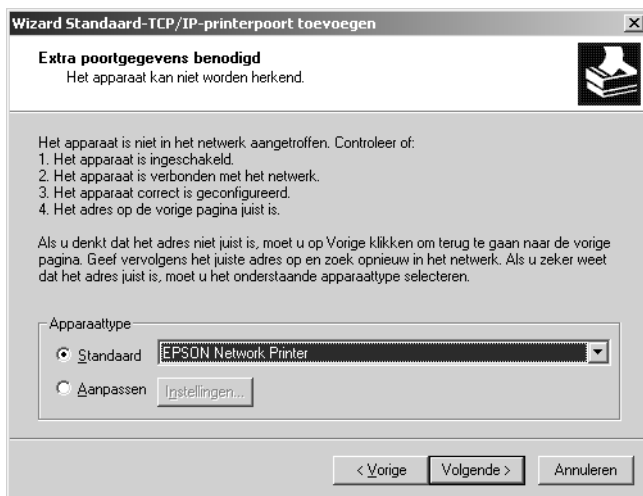 Wizard Standaard-TCP/IP-printerpoort toevoegen
Extra poortgegevens benodigd
Het apparaat kan niet worden herkend.
Het apparaat is niet in het netwerk aangetroffen. Controleer of:
1. Het apparaat is ingeschakeld.
2. Het apparaat is verbonden met het netwerk.
3. Het apparaat correct is geconfigureerd.
4. Het adres op de vorige pagina juist is.
Als u denkt dat het adres niet juist is, moet u op Vorige klikken om terug te gaan naar de vorige
pagina. Geef vervolgens het juiste adres op en zoek opnieuw in het netwerk. Als u zeker weet
dat het adres juist is, moet u het onderstaande apparaattype selecteren.
Apparaattype
Standaard EPSON Network Printer
Aanpassen Instellingen...
< Vorige Volgende > Annuleren